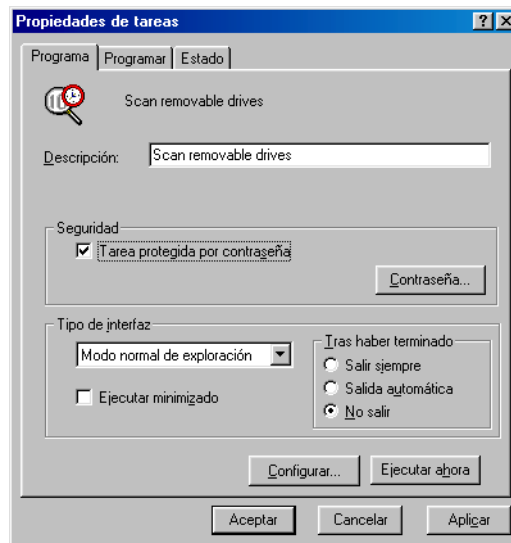 Propiedades de tareas
Programa Programar Estado
Scan removable drives
Descripción: Scan removable drives
Seguridad
Tarea protegida por contraseña
Contraseña...
Tipo de interfaz
Modo normal de exploración
Ejecutar minimizado
Tras haber terminado
Salir siempre
Salida automática
No salir
Configurar... Ejecutar ahora
Aceptar Cancelar Aplicar